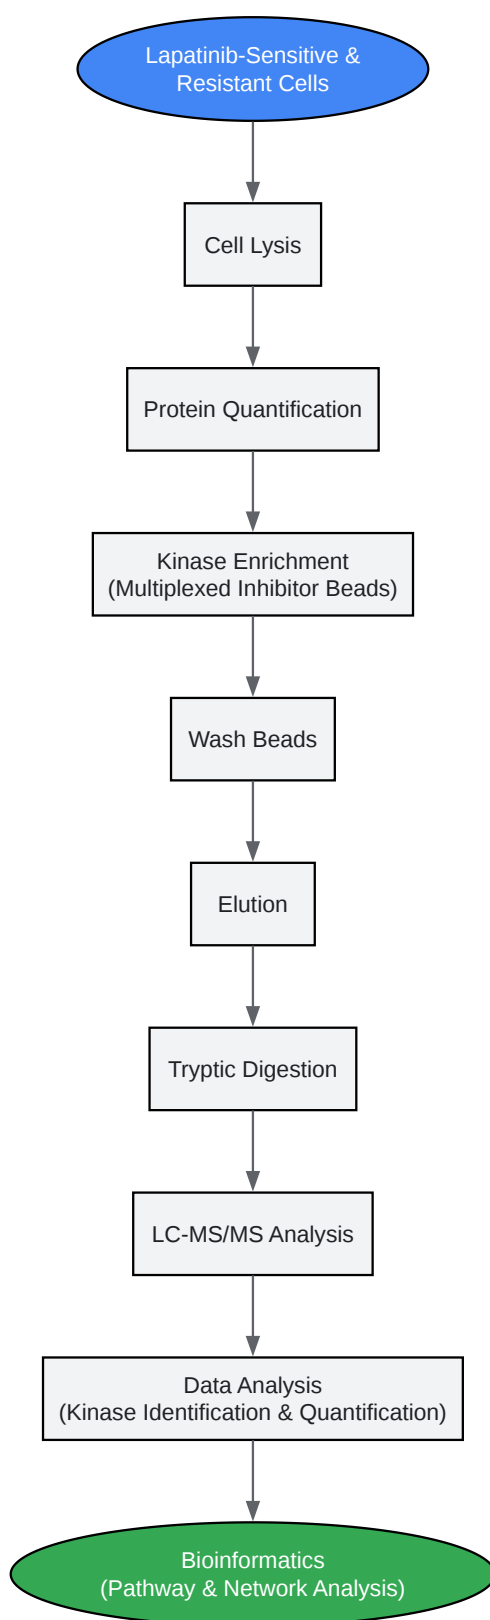 Lapatinib-Sensitive &
Resistant Cells
Cell Lysis
Protein Quantification
Kinase Enrichment
(Multiplexed Inhibitor Beads)
Wash Beads
Elution
Tryptic Digestion
LC-MS/MS Analysis
Data Analysis
(Kinase Identification & Quantification)
Bioinformatics
(Pathway & Network Analysis)